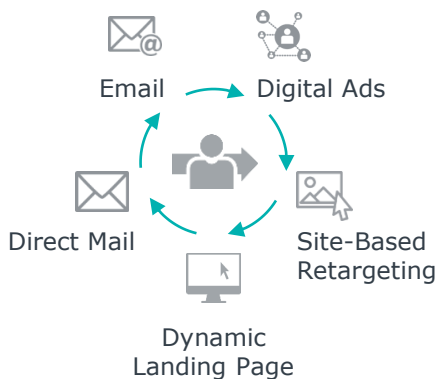 Email
Digital Ads
Direct Mail
Site-Based
Retargeting
Dynamic
Landing Page